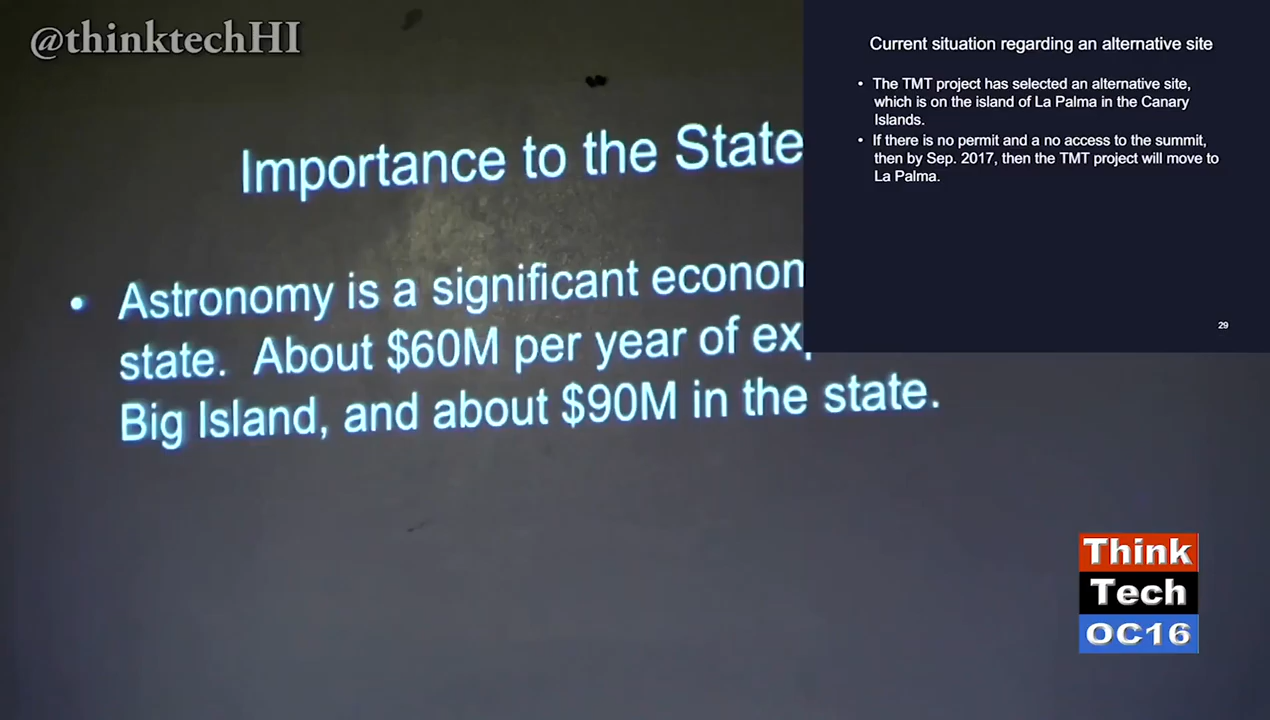 @thinktechHI
Importance to the State
Astronomy is a significant
state. About $60M per year of
Big Island, and about $90M in the state.
Current situation regarding an alternative site
• The TMT project has selected an alternative site,
which is on the island of La Palma in the Canary
Islands.
• If there is no permit and a no access to the summit,
then by Sep. 2017, then the TMT project will move to
La Palma.
29
Think
Tech
OC16